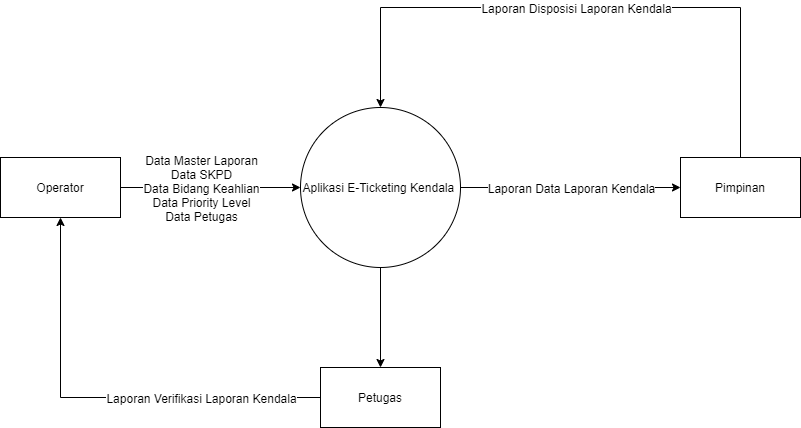 Laporan Disposisi Laporan Kendala
Data Master Laporan
Data SKPD
Data Bidang Keahlian
Data Priority Level
Data Petugas
Operator
Aplikasi E-Ticketing Kendala
Laporan Data Laporan Kendala
Pimpinan
Laporan Verifikasi Laporan Kendala
Petugas